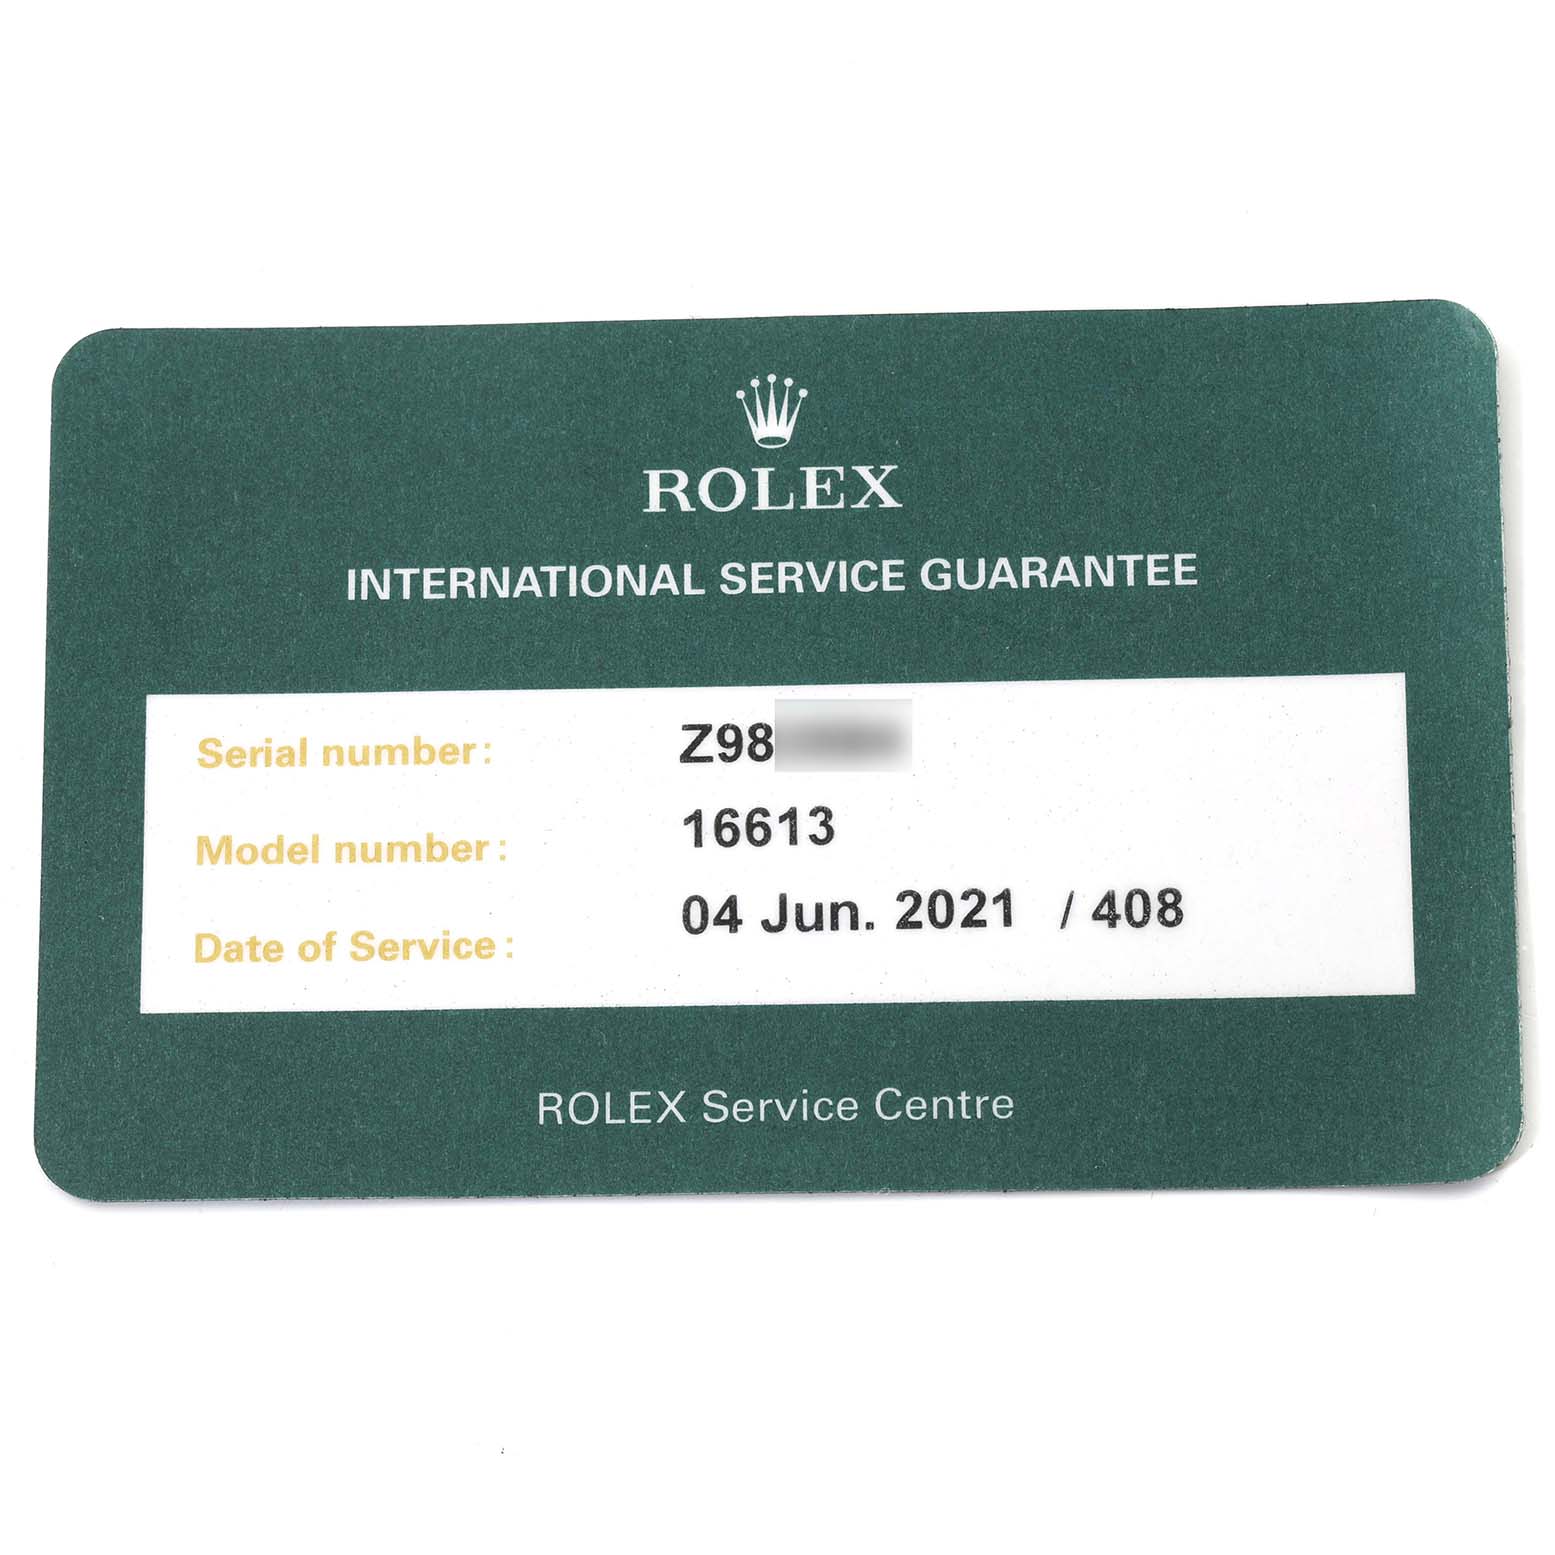 ROLEX
INTERNATIONAL SERVICE GUARANTEE
Serial number: Z98
Model number: 16613
Date of Service: 04 Jun. 2021 / 408
ROLEX Service Centre